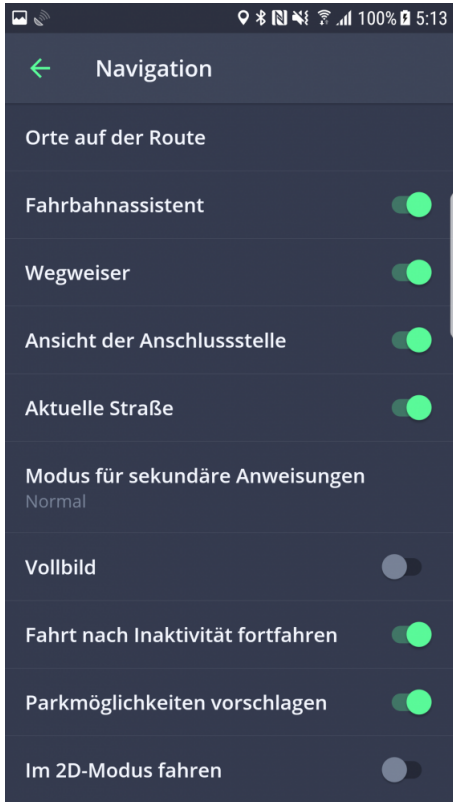 100% 5:13
Navigation
Orte auf der Route
Fahrbahnassistent
Wegweiser
Ansicht der Anschlussstelle
Aktuelle Straße
Modus für sekundäre Anweisungen
Normal
Vollbild
Fahrt nach Inaktivität fortfahren
Parkmöglichkeiten vorschlagen
Im 2D-Modus fahren